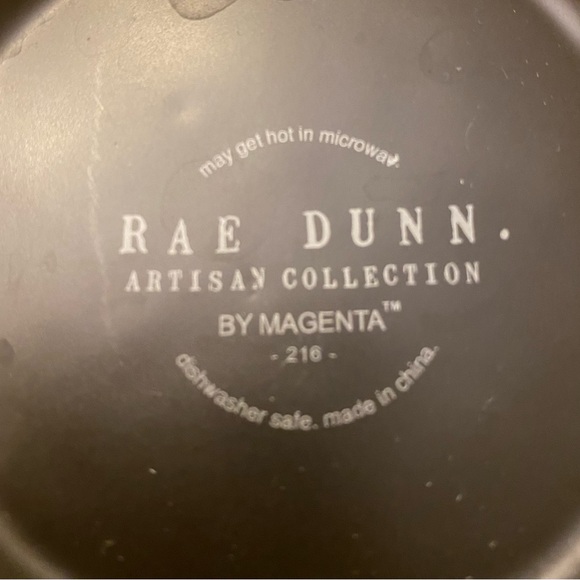 may get hot in microwave.
RAE DUNN.
ARTISAN COLLECTION
BY MAGENTA™
- 216 -
dishwasher safe. made in china.